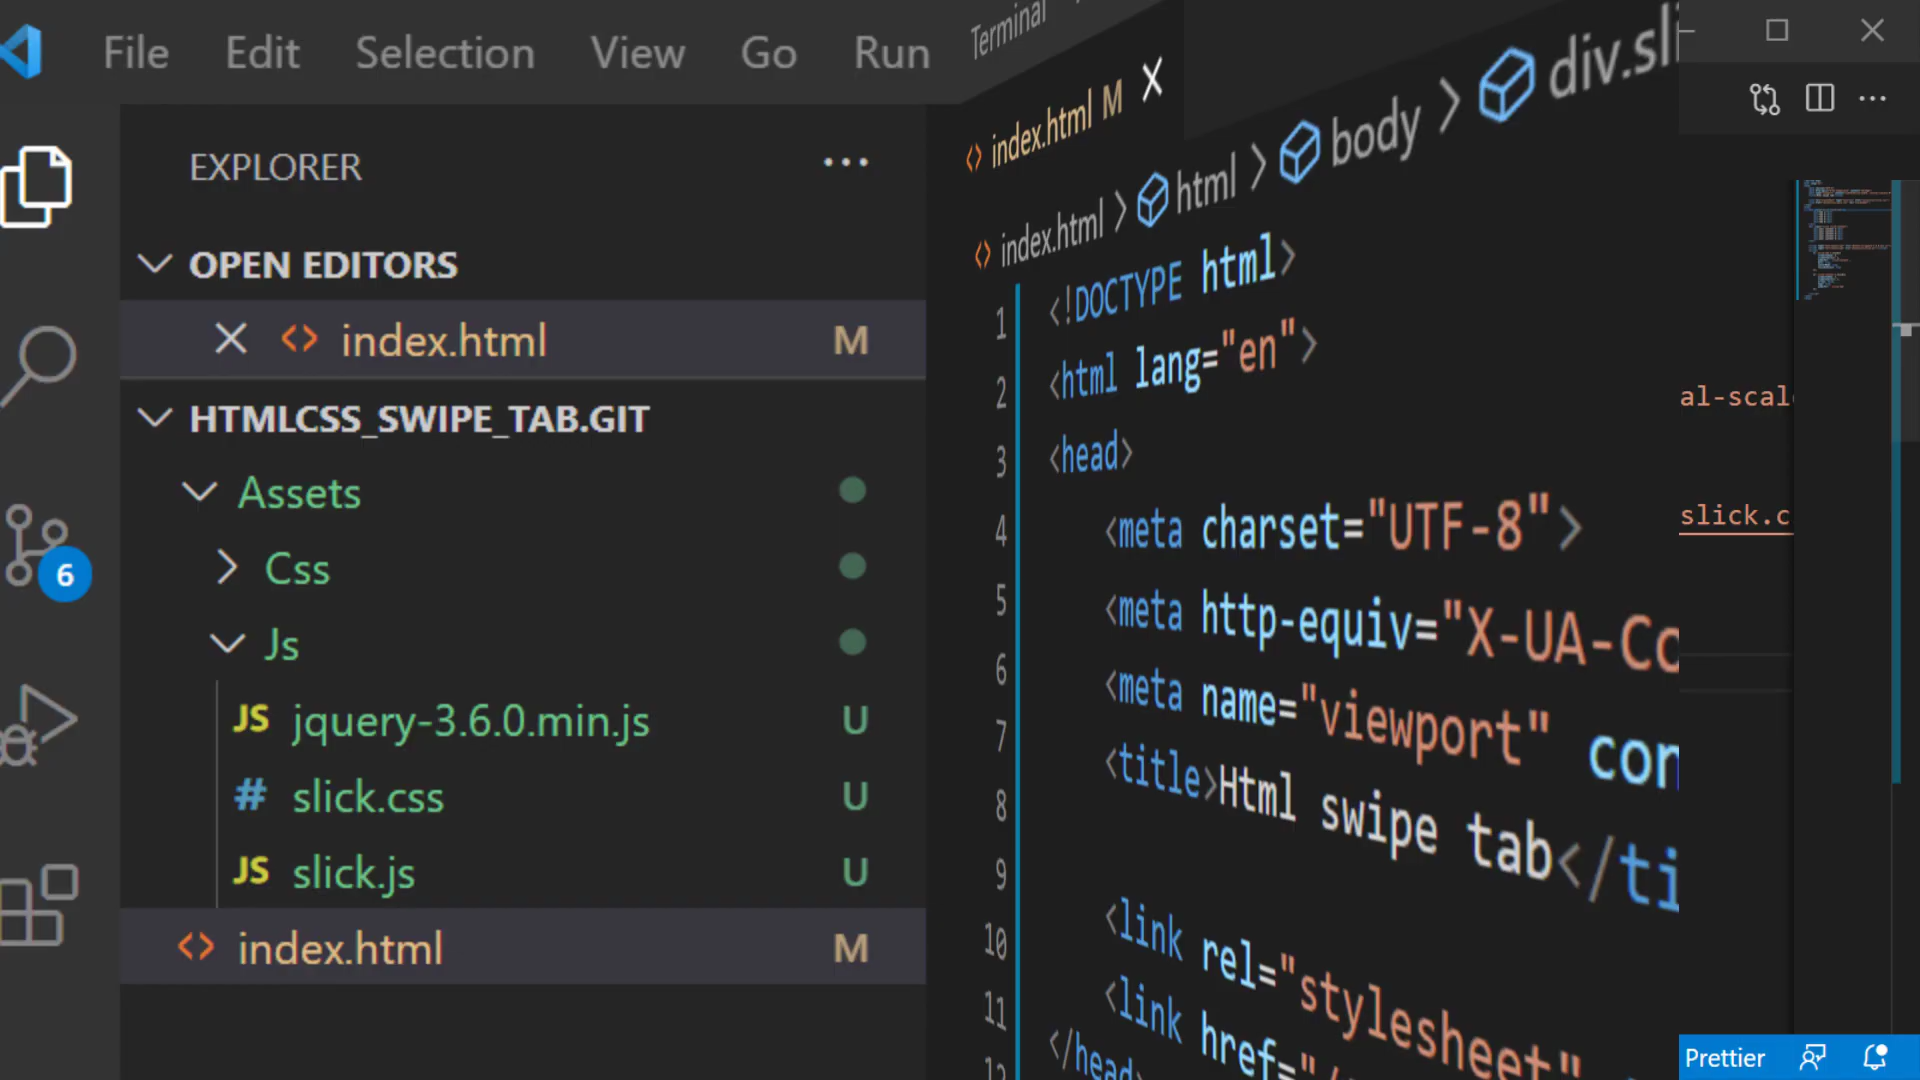 File Edit Selection View Go Run Terminal
EXPLORER
OPEN EDITORS
index.html M
HTMLCSS_SWIPE_TAB.GIT
Assets
Css
Js
JS jquery-3.6.0.min.js U
# slick.css U
JS slick.js U
index.html M
6
index.html M
index.html > html > body > div.sl
1 <!DOCTYPE html>
2 <html lang="en">
3 <head>
4 <meta charset="UTF-8">
5 <meta http-equiv="X-UA-Co
6 <meta name="viewport" con
7 <title>Html swipe tab</ti
8
9 <link rel="stylesheet"
10 <link href="/
11 </head>
12
al-scale
slick.c
Prettier